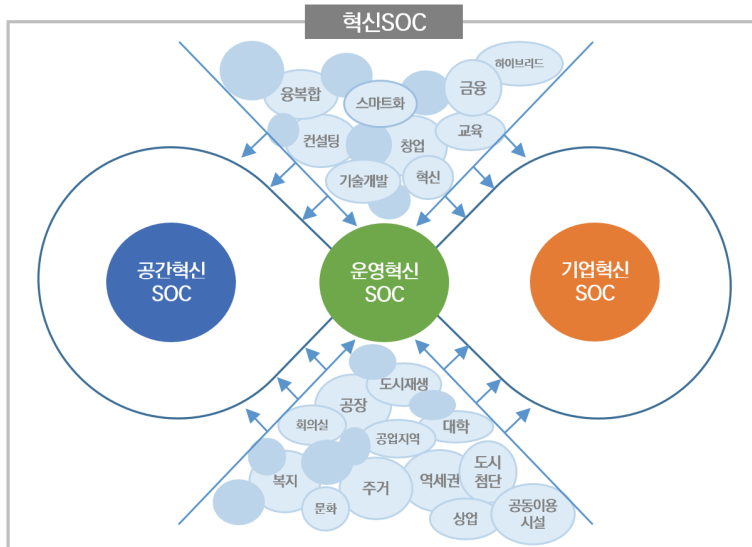 혁신SOC
하이브리드
융복합
스마트화
금융
컨설팅
창업
교육
기술개발
혁신
공간혁신
SOC
운영혁신
SOC
기업혁신
SOC
도시재생
공장
회의실
공업지역
대학
복지
주거
역세권
도시
첨단
문화
상업
공동이용
시설